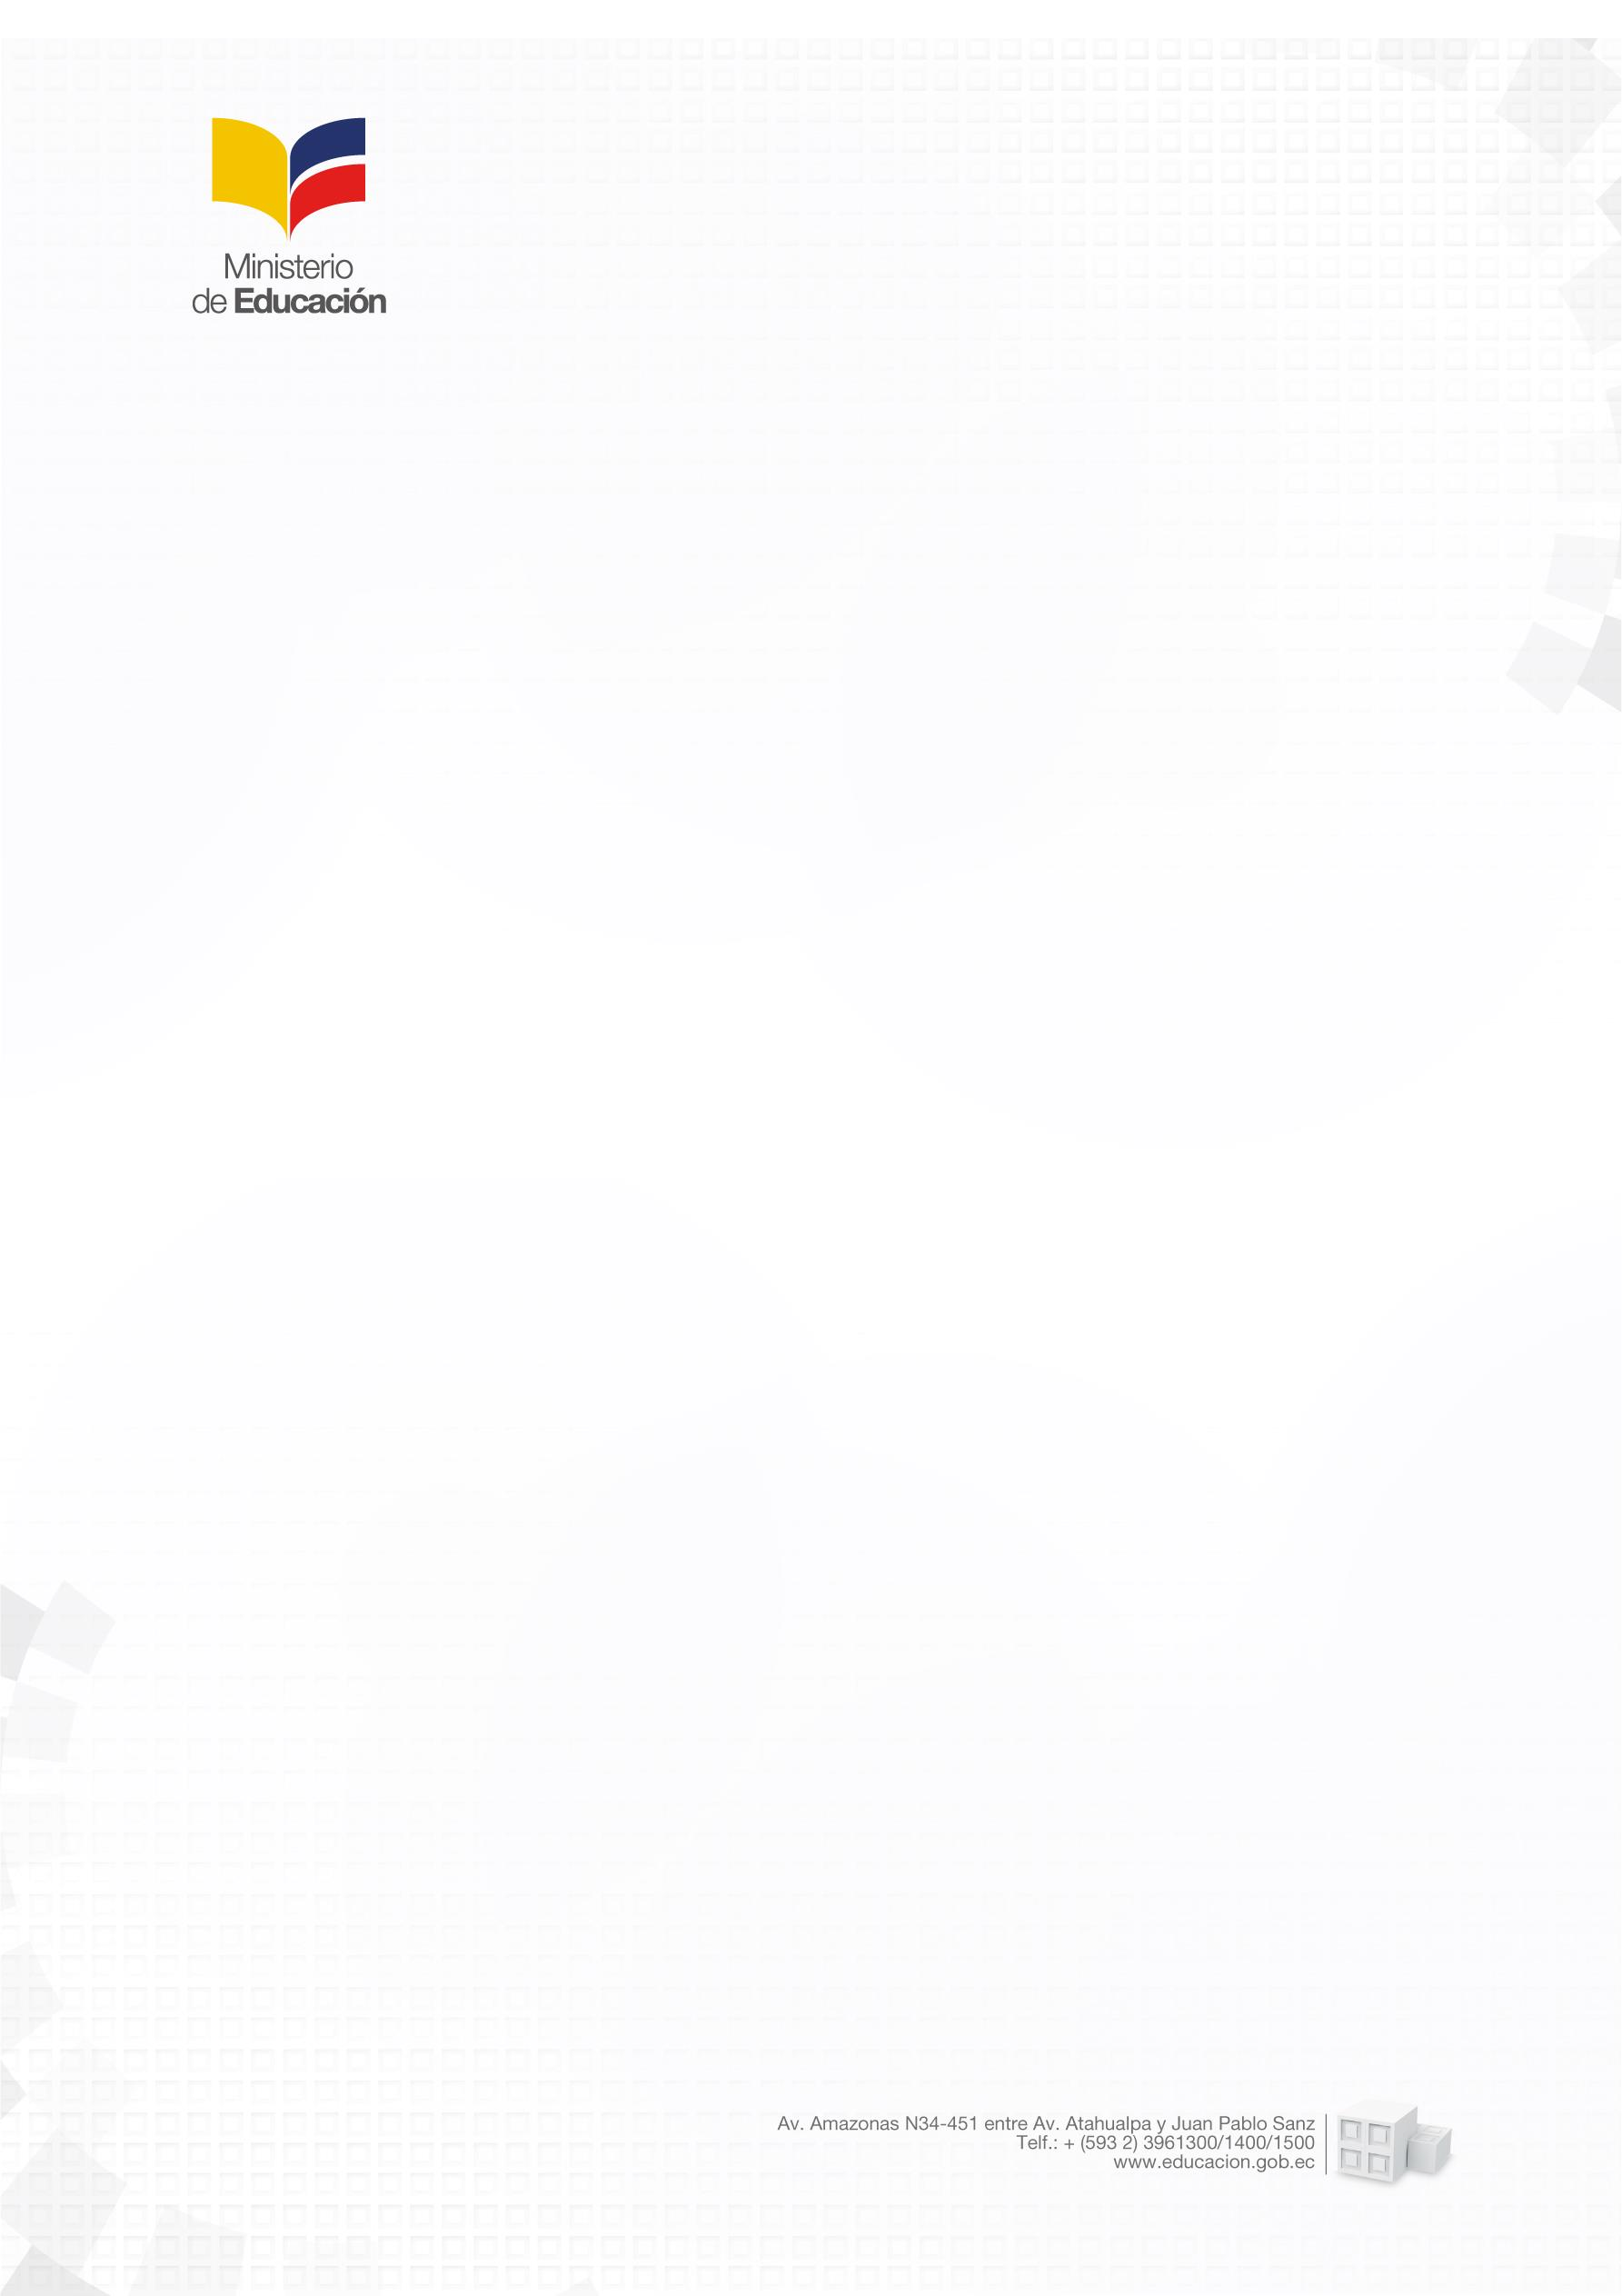 Ministerio
de Educación
Av. Amazonas N34-451 entre Av. Atahualpa y Juan Pablo Sanz
Telf.: + (593 2) 3961300/1400/1500
www.educacion.gob.ec